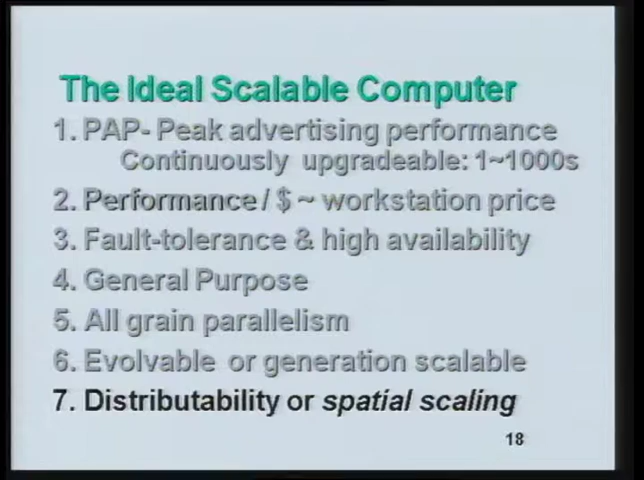 The Ideal Scalable Computer
1. PAP- Peak advertising performance
Continuously upgradeable: 1~1000s
2. Performance / $ ~ workstation price
3. Fault-tolerance & high availability
4. General Purpose
5. All grain parallelism
6. Evolvable or generation scalable
7. Distributability or spatial scaling
18